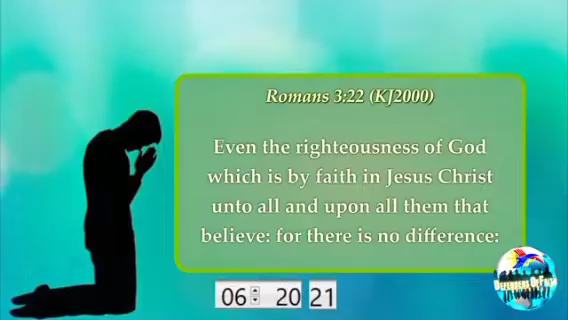 Romans 3:22 (KJ2000)
Even the righteousness of God
which is by faith in Jesus Christ
unto all and upon all them that
believe: for there is no difference:
Defenders Of Faith
06 20 21